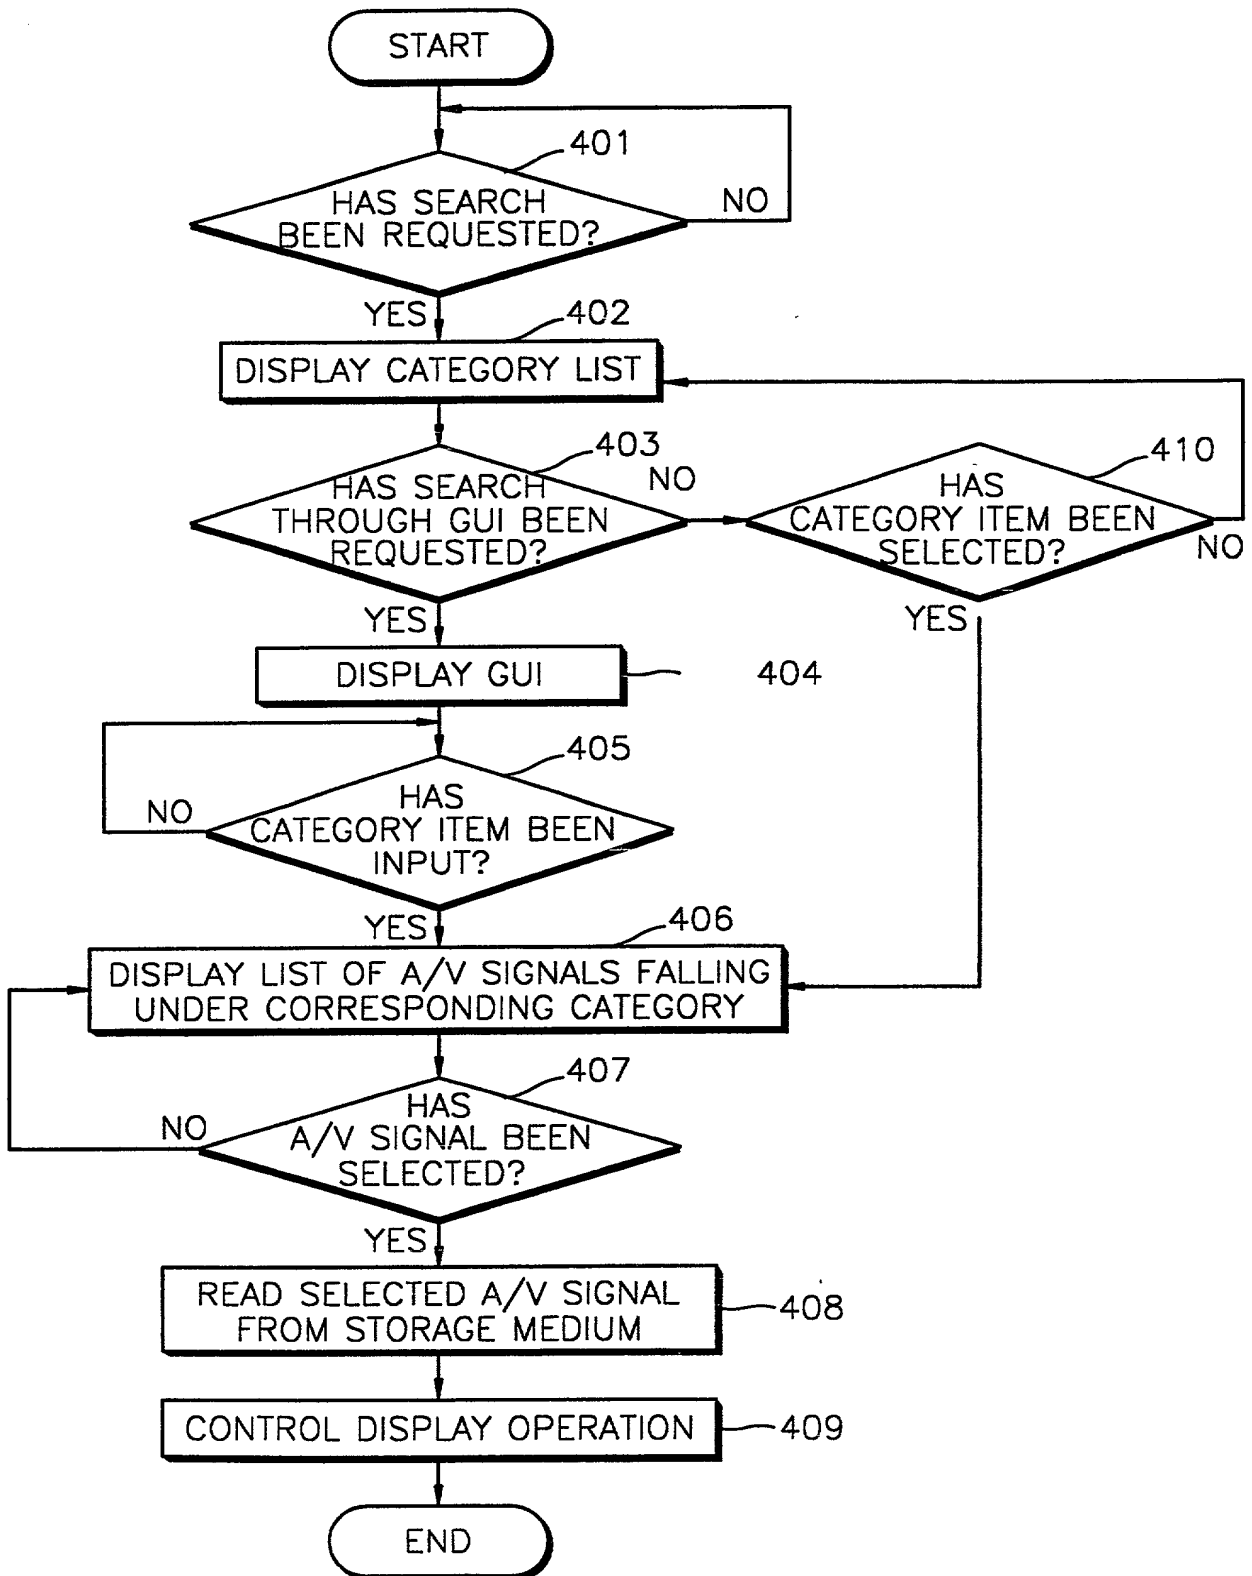 START
401
HAS SEARCH
BEEN REQUESTED?
NO
YES
402
DISPLAY CATEGORY LIST
403
HAS SEARCH
THROUGH GUI BEEN
REQUESTED?
NO
410
HAS
CATEGORY ITEM BEEN
SELECTED?
NO
YES
YES
DISPLAY GUI
404
405
HAS
CATEGORY ITEM BEEN
INPUT?
NO
YES
406
DISPLAY LIST OF A/V SIGNALS FALLING
UNDER CORRESPONDING CATEGORY
407
HAS
A/V SIGNAL BEEN
SELECTED?
NO
YES
READ SELECTED A/V SIGNAL
FROM STORAGE MEDIUM
408
CONTROL DISPLAY OPERATION
409
END